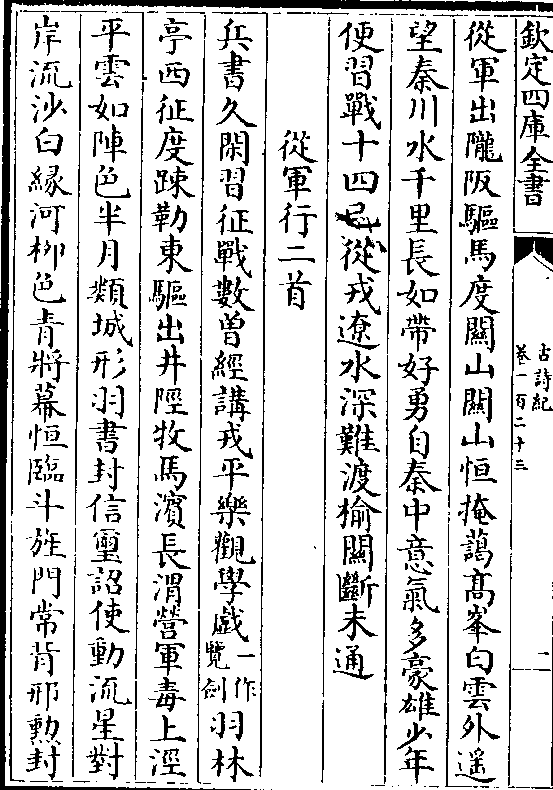 欽定四庫全書
古詩紀
卷一百二十三
二
從軍出隴阪驅馬度關山關山恒掩藹高峯白雲外遥
望秦川水千里長如帶好勇自秦中意氣多豪雄少年
便習戰十四已從戎遼水深難渡榆關斷未通
從軍行二首
兵書久閑習征戰數曾經講戎平樂觀學戲一作覽劍羽林
亭西征度踈勒東驅出井陘牧馬濱長渭營軍毒上涇
平雲如陣色半月類城形羽書封信璽詔使動流星對
岸流沙白緣河柳色青將幕恒臨斗旌門常背邢勲封